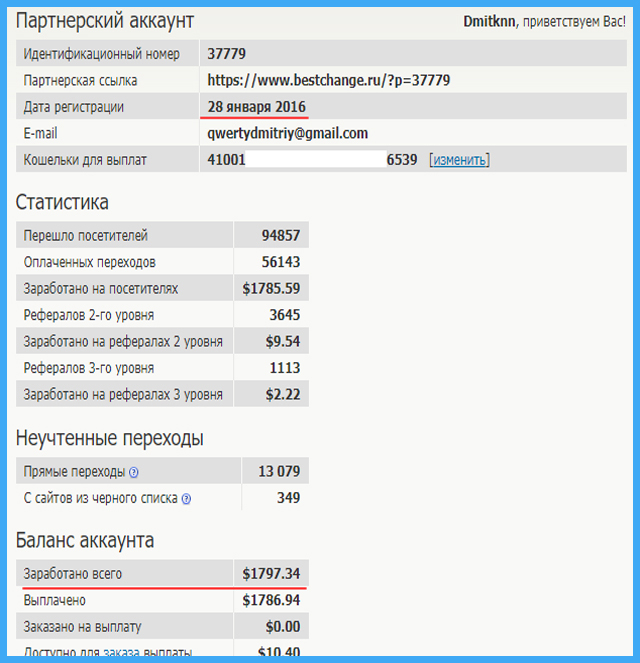 Партнерский аккаунт
Dmitknn, приветствуем Вас!
Идентификационный номер 37779
Партнерская ссылка https://www.bestchange.ru/?p=37779
Дата регистрации 28 января 2016
E-mail qwertydmitriy@gmail.com
Кошельки для выплат 41001 6539 [изменить]
Статистика
Перешло посетителей 94857
Оплаченных переходов 56143
Заработано на посетителях $1785.59
Рефералов 2-го уровня 3645
Заработано на рефералах 2 уровня $9.54
Рефералов 3-го уровня 1113
Заработано на рефералах 3 уровня $2.22
Неучтенные переходы
Прямые переходы ? 13 079
С сайтов из черного списка ? 349
Баланс аккаунта
Заработано всего $1797.34
Выплачено $1786.94
Заказано на выплату $0.00
Доступно для заказа выплаты $10.40